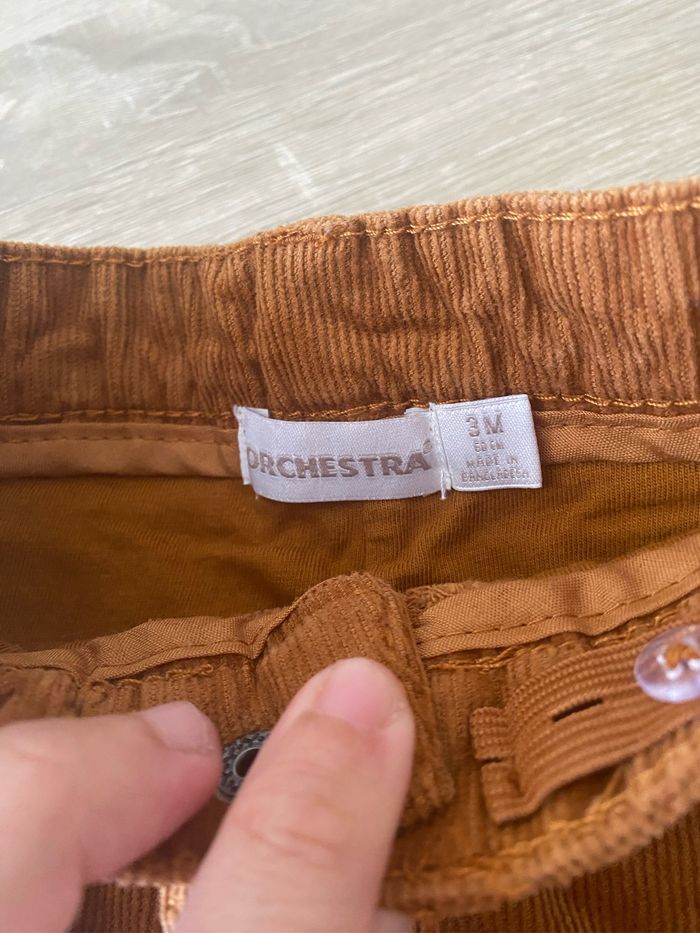 ORCHESTRA
3M
60 CM
MADE IN
BANGLADESH